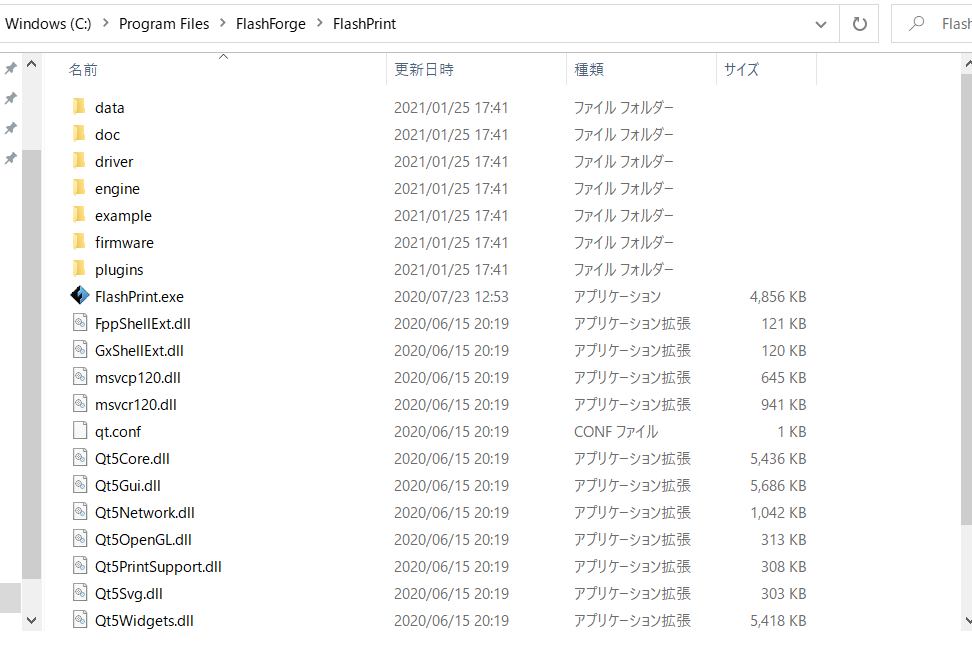 Windows (C:) > Program Files > FlashForge > FlashPrint Flash
名前 更新日時 種類 サイズ
data 2021/01/25 17:41 ファイル フォルダー
doc 2021/01/25 17:41 ファイル フォルダー
driver 2021/01/25 17:41 ファイル フォルダー
engine 2021/01/25 17:41 ファイル フォルダー
example 2021/01/25 17:41 ファイル フォルダー
firmware 2021/01/25 17:41 ファイル フォルダー
plugins 2021/01/25 17:41 ファイル フォルダー
FlashPrint.exe 2020/07/23 12:53 アプリケーション 4,856 KB
FppShellExt.dll 2020/06/15 20:19 アプリケーション拡張 121 KB
GxShellExt.dll 2020/06/15 20:19 アプリケーション拡張 120 KB
msvcp120.dll 2020/06/15 20:19 アプリケーション拡張 645 KB
msvcr120.dll 2020/06/15 20:19 アプリケーション拡張 941 KB
qt.conf 2020/06/15 20:19 CONF ファイル 1 KB
Qt5Core.dll 2020/06/15 20:19 アプリケーション拡張 5,436 KB
Qt5Gui.dll 2020/06/15 20:19 アプリケーション拡張 5,686 KB
Qt5Network.dll 2020/06/15 20:19 アプリケーション拡張 1,042 KB
Qt5OpenGL.dll 2020/06/15 20:19 アプリケーション拡張 313 KB
Qt5PrintSupport.dll 2020/06/15 20:19 アプリケーション拡張 308 KB
Qt5Svg.dll 2020/06/15 20:19 アプリケーション拡張 303 KB
Qt5Widgets.dll 2020/06/15 20:19 アプリケーション拡張 5,418 KB